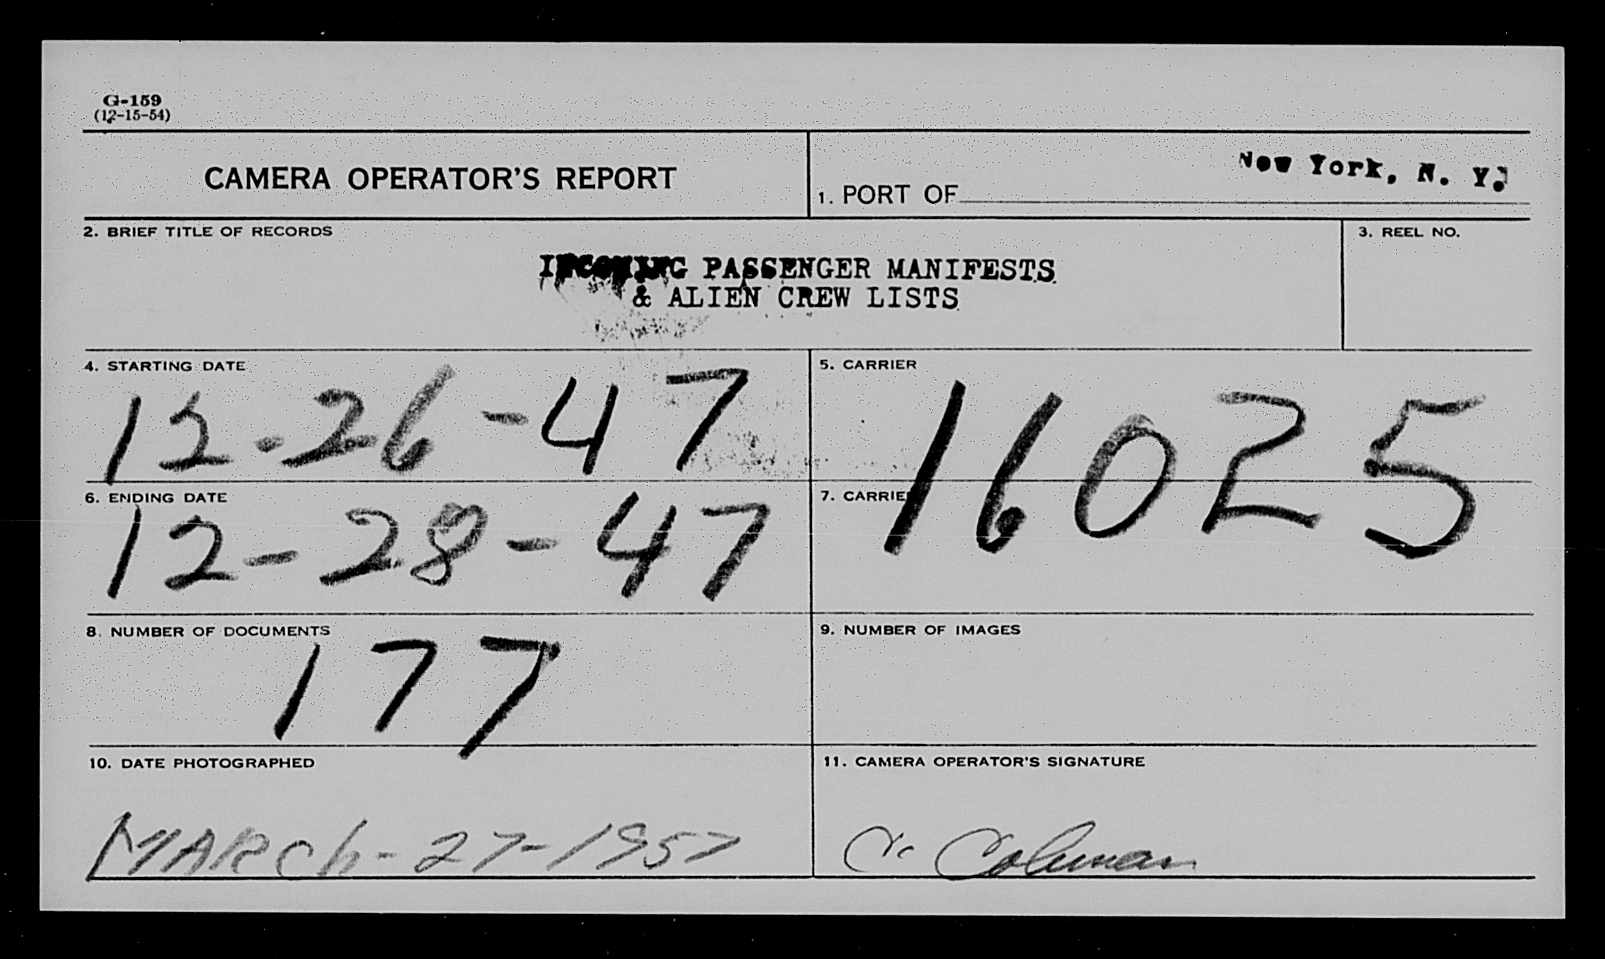 G-159
(12-15-54)
CAMERA OPERATOR'S REPORT
1. PORT OF New York, N. Y.
2. BRIEF TITLE OF RECORDS
3. REEL NO.
INCOMING PASSENGER MANIFESTS
& ALIEN CREW LISTS
4. STARTING DATE
12-26-47
5. CARRIER
16025
6. ENDING DATE
12-28-47
7. CARRIER
8. NUMBER OF DOCUMENTS
177
9. NUMBER OF IMAGES
10. DATE PHOTOGRAPHED
MARCh-27-1957
11. CAMERA OPERATOR'S SIGNATURE
C. Coleman